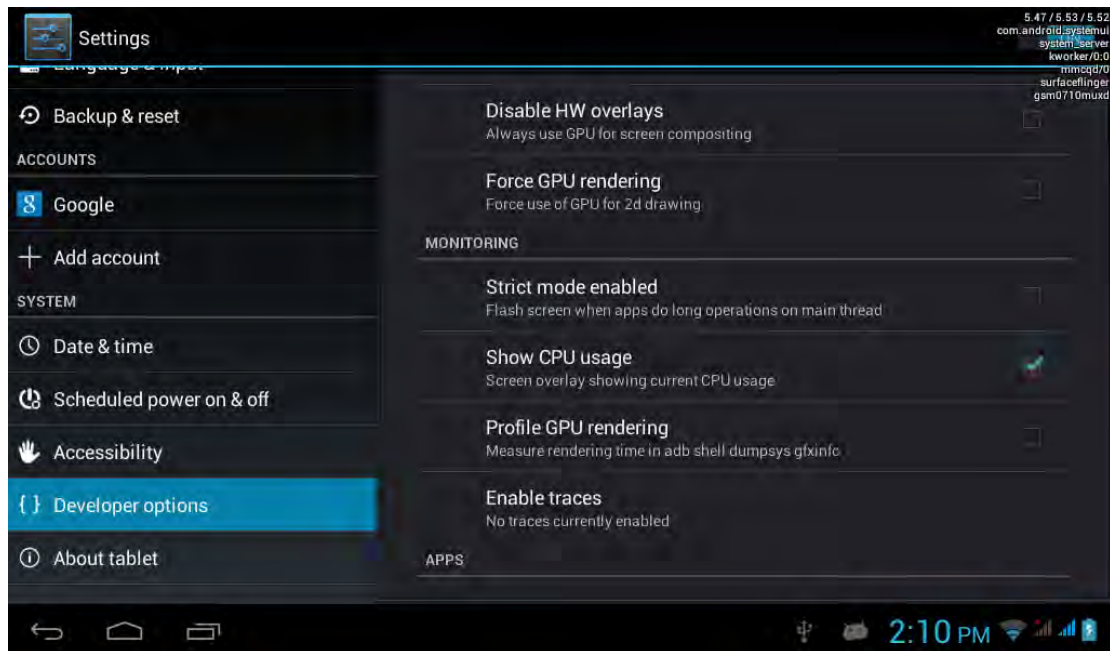 Settings
5.47 / 5.53 / 5.52
com.android.systemui
system_server
kworker/0:0
mmcqd/0
surfaceflinger
gsm0710muxd
Language & input
Backup & reset
ACCOUNTS
Google
Add account
SYSTEM
Date & time
Scheduled power on & off
Accessibility
{ } Developer options
About tablet
Disable HW overlays
Always use GPU for screen compositing
Force GPU rendering
Force use of GPU for 2d drawing
MONITORING
Strict mode enabled
Flash screen when apps do long operations on main thread
Show CPU usage
Screen overlay showing current CPU usage
Profile GPU rendering
Measure rendering time in adb shell dumpsys gfxinfo
Enable traces
No traces currently enabled
APPS
2:10 PM